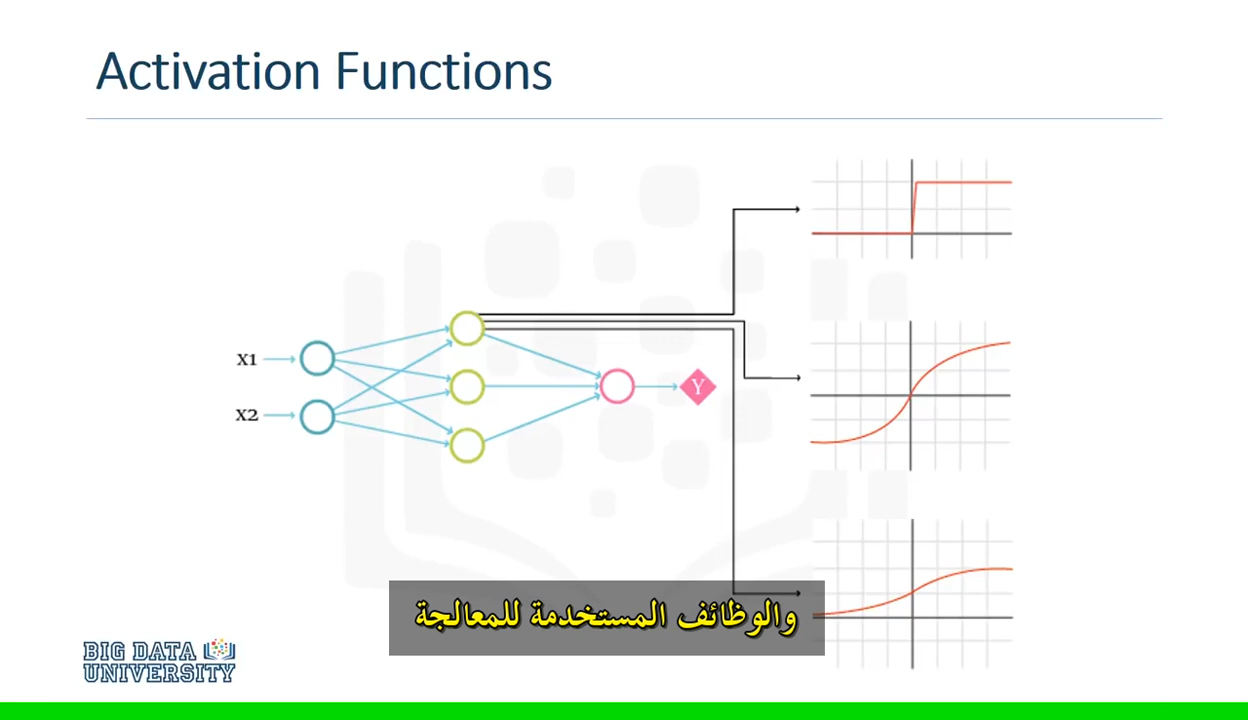 Activation Functions
X1
X2
Y
والوظائف المستخدمة للمعالجة
BIG DATA
UNIVERSITY